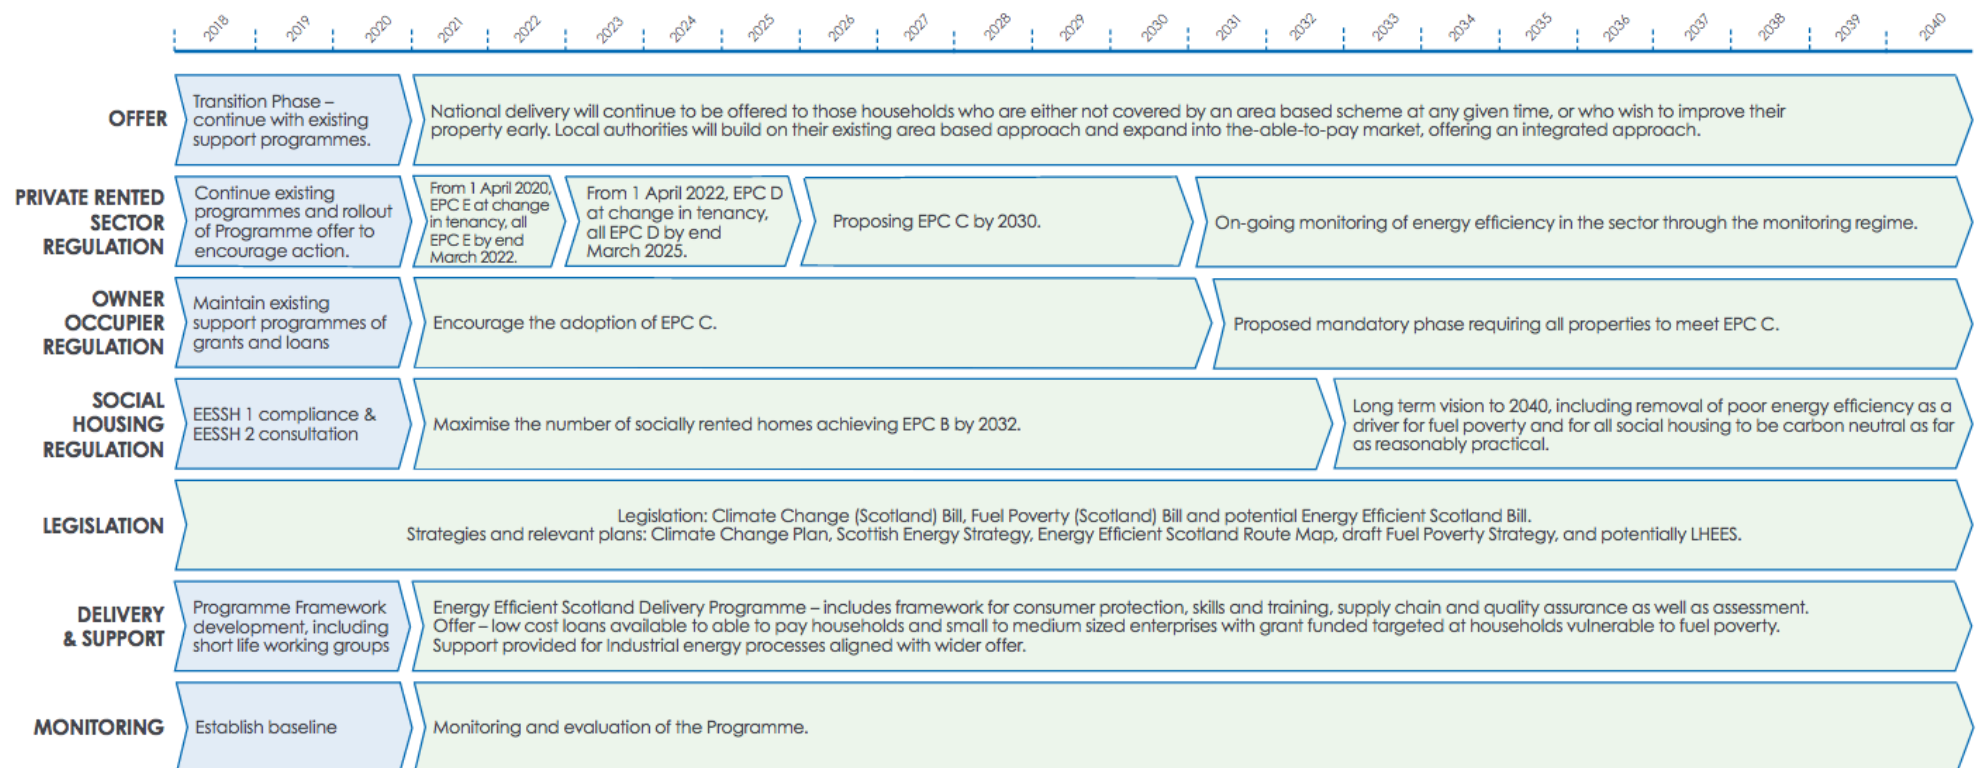 2018 2019 2020 2021 2022 2023 2024 2025 2026 2027 2028 2029 2030 2031 2032 2033 2034 2035 2036 2037 2038 2039 2040
OFFER
Transition Phase –
continue with existing
support programmes.
National delivery will continue to be offered to those households who are either not covered by an area based scheme at any given time, or who wish to improve their
property early. Local authorities will build on their existing area based approach and expand into the-able-to-pay market, offering an integrated approach.
PRIVATE RENTED
SECTOR
REGULATION
Continue existing
programmes and rollout
of Programme offer to
encourage action.
From 1 April 2020,
EPC E at change
in tenancy, all
EPC E by end
March 2022.
From 1 April 2022, EPC D
at change in tenancy,
all EPC D by end
March 2025.
Proposing EPC C by 2030.
On-going monitoring of energy efficiency in the sector through the monitoring regime.
OWNER
OCCUPIER
REGULATION
Maintain existing
support programmes of
grants and loans
Encourage the adoption of EPC C.
Proposed mandatory phase requiring all properties to meet EPC C.
SOCIAL
HOUSING
REGULATION
EESSH 1 compliance &
EESSH 2 consultation
Maximise the number of socially rented homes achieving EPC B by 2032.
Long term vision to 2040, including removal of poor energy efficiency as a
driver for fuel poverty and for all social housing to be carbon neutral as far
as reasonably practical.
LEGISLATION
Legislation: Climate Change (Scotland) Bill, Fuel Poverty (Scotland) Bill and potential Energy Efficient Scotland Bill.
Strategies and relevant plans: Climate Change Plan, Scottish Energy Strategy, Energy Efficient Scotland Route Map, draft Fuel Poverty Strategy, and potentially LHEES.
DELIVERY
& SUPPORT
Programme Framework
development, including
short life working groups
Energy Efficient Scotland Delivery Programme – includes framework for consumer protection, skills and training, supply chain and quality assurance as well as assessment.
Offer – low cost loans available to able to pay households and small to medium sized enterprises with grant funded targeted at households vulnerable to fuel poverty.
Support provided for Industrial energy processes aligned with wider offer.
MONITORING
Establish baseline
Monitoring and evaluation of the Programme.